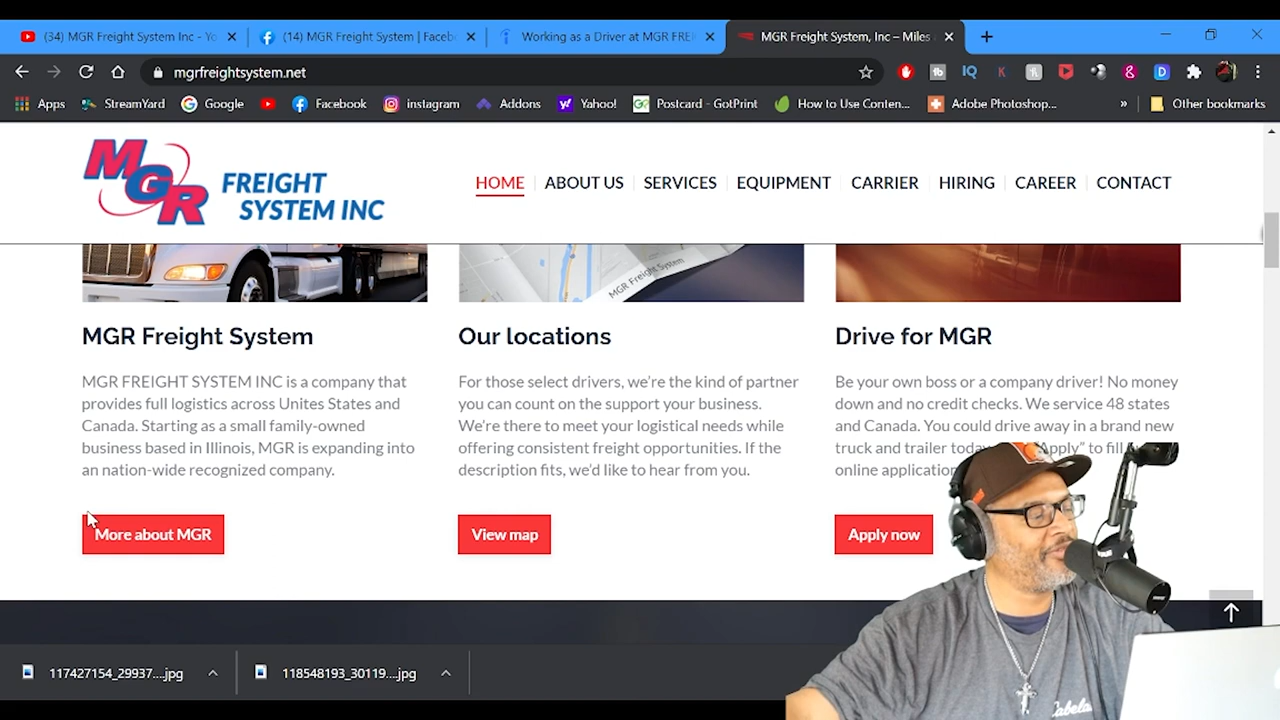 (34) MGR Freight System Inc - Yo
(14) MGR Freight System | Faceb
Working as a Driver at MGR FRE
MGR Freight System, Inc – Miles
mgrfreightsystem.net
Apps
StreamYard
Google
Facebook
instagram
Addons
Yahoo!
Postcard - GotPrint
How to Use Conten...
Adobe Photoshop...
»
Other bookmarks
MGR FREIGHT
SYSTEM INC
HOME
ABOUT US
SERVICES
EQUIPMENT
CARRIER
HIRING
CAREER
CONTACT
MGR Freight System
MGR Freight System
MGR FREIGHT SYSTEM INC is a company that
provides full logistics across Unites States and
Canada. Starting as a small family-owned
business based in Illinois, MGR is expanding into
an nation-wide recognized company.
More about MGR
Our locations
For those select drivers, we're the kind of partner
you can count on the support your business.
We're there to meet your logistical needs while
offering consistent freight opportunities. If the
description fits, we'd like to hear from you.
View map
Drive for MGR
Be your own boss or a company driver! No money
down and no credit checks. We service 48 states
and Canada. You could drive away in a brand new
truck and trailer "Apply" to fill
online
Apply now
117427154_29937....jpg
118548193_30119....jpg